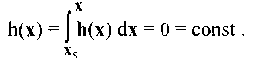 h(x) = ∫_{x_s}^{x} h(x) dx = 0 = const .